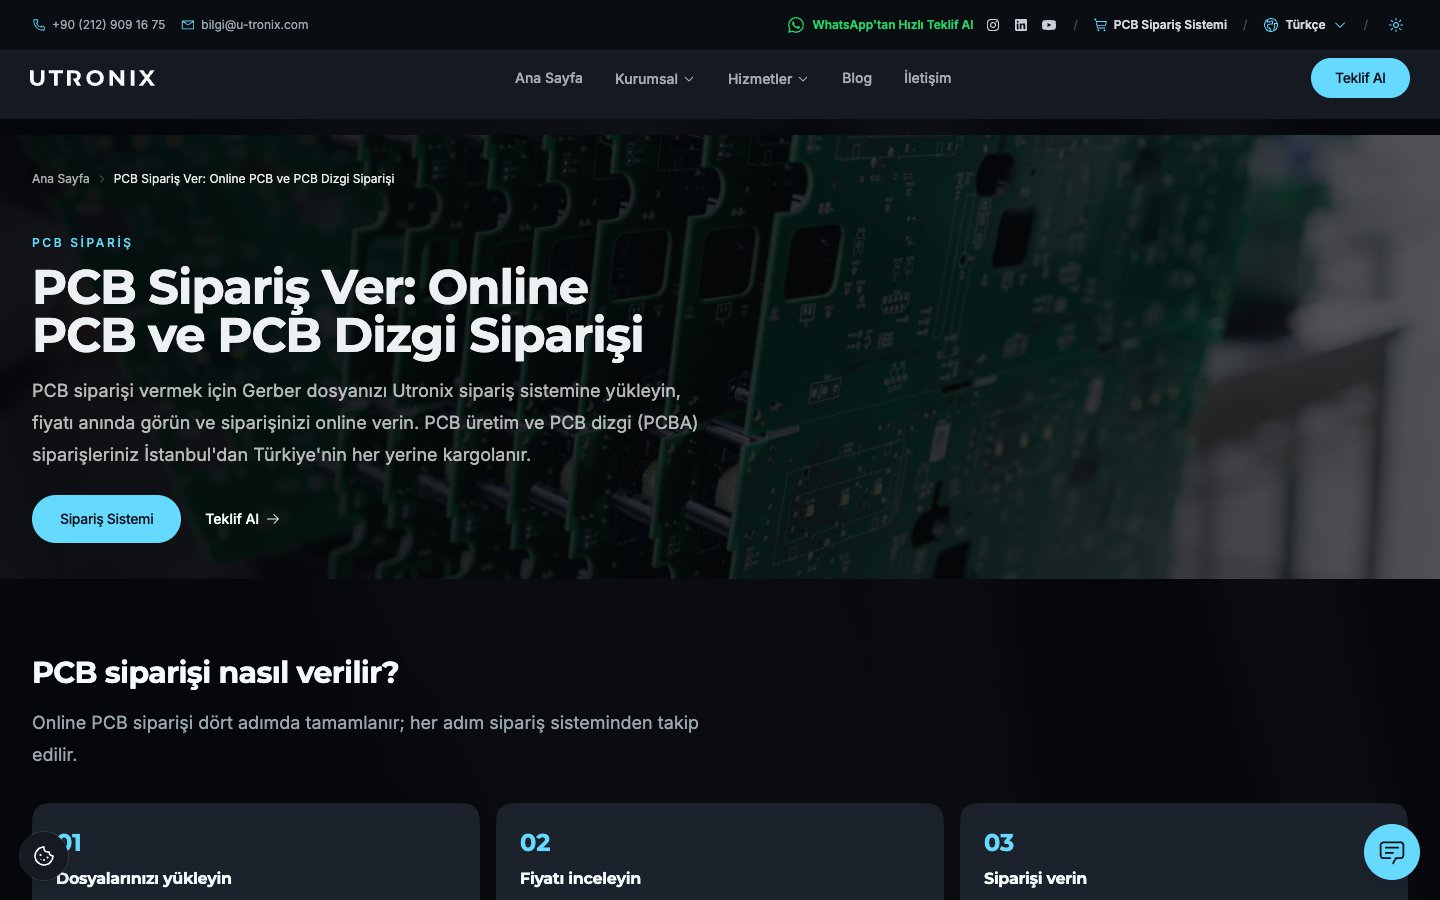 +90 (212) 909 16 75
bilgi@u-tronix.com
WhatsApp'tan Hızlı Teklif Al
/
PCB Sipariş Sistemi
/
Türkçe
/
UTRONIX
Ana Sayfa
Kurumsal
Hizmetler
Blog
İletişim
Teklif Al
Ana Sayfa
PCB Sipariş Ver: Online PCB ve PCB Dizgi Siparişi
PCB SİPARİŞ
PCB Sipariş Ver: Online
PCB ve PCB Dizgi Siparişi
PCB siparişi vermek için Gerber dosyanızı Utronix sipariş sistemine yükleyin,
fiyatı anında görün ve siparişinizi online verin. PCB üretim ve PCB dizgi (PCBA)
siparişleriniz İstanbul'dan Türkiye'nin her yerine kargolanır.
Sipariş Sistemi
Teklif Al
PCB siparişi nasıl verilir?
Online PCB siparişi dört adımda tamamlanır; her adım sipariş sisteminden takip
edilir.
01
Dosyalarınızı yükleyin
02
Fiyatı inceleyin
03
Siparişi verin